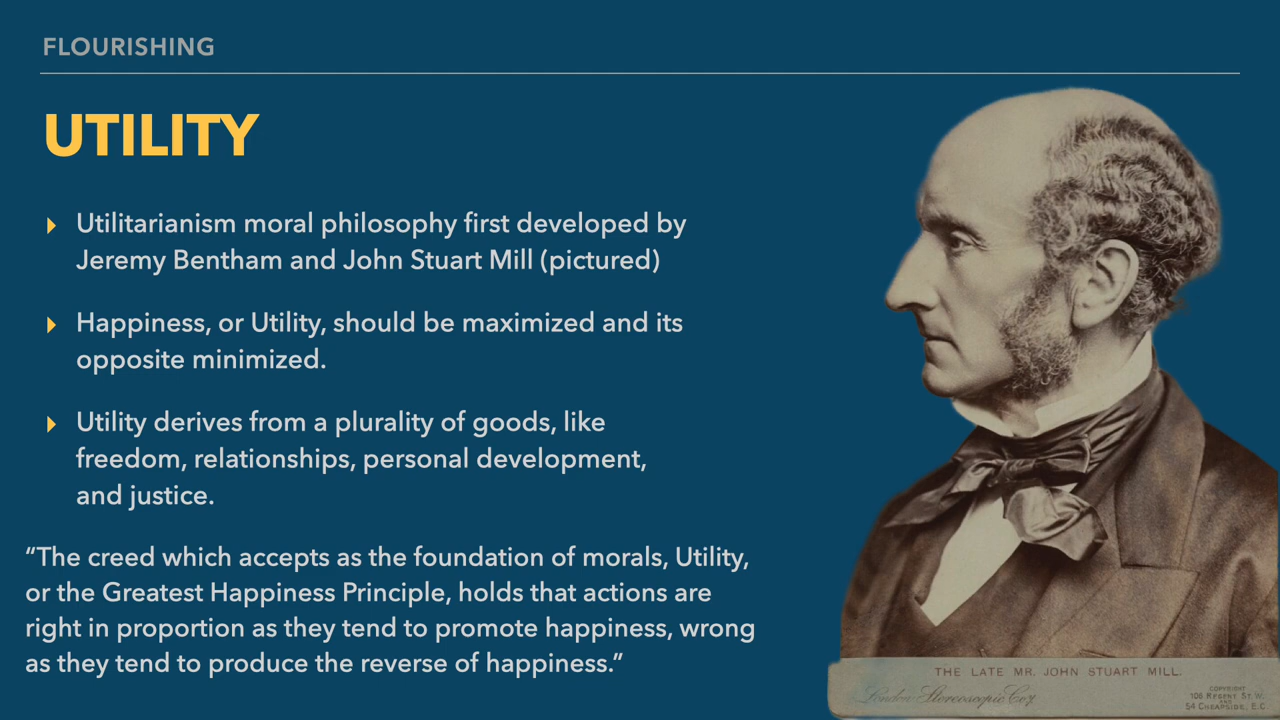 FLOURISHING
UTILITY
Utilitarianism moral philosophy first developed by
Jeremy Bentham and John Stuart Mill (pictured)
Happiness, or Utility, should be maximized and its
opposite minimized.
Utility derives from a plurality of goods, like
freedom, relationships, personal development,
and justice.
“The creed which accepts as the foundation of morals, Utility,
or the Greatest Happiness Principle, holds that actions are
right in proportion as they tend to promote happiness, wrong
as they tend to produce the reverse of happiness.”
THE LATE MR. JOHN STUART MILL.
London Stereoscopic Coy
COPYRIGHT
106 REGENT ST. W.
AND
54 CHEAPSIDE, E.C.